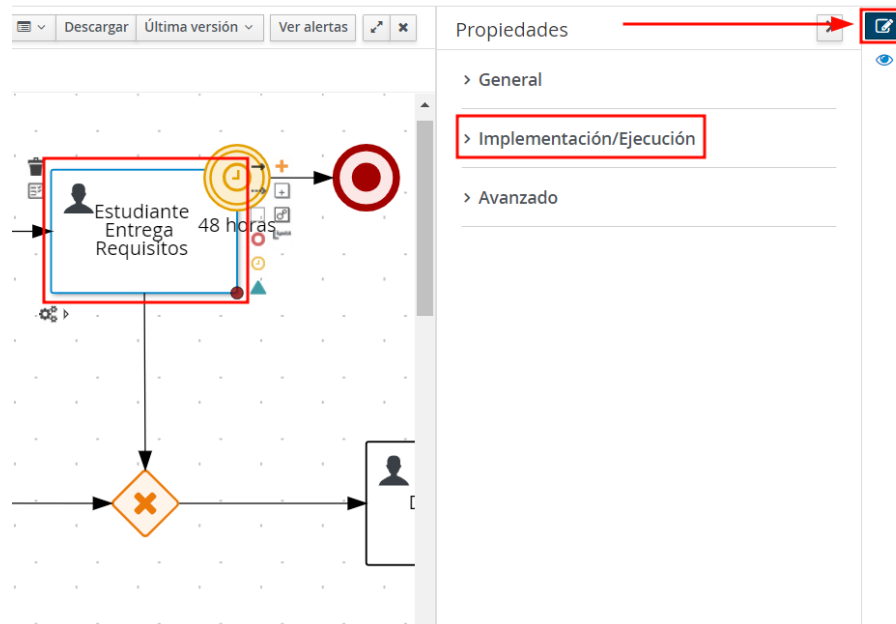 Descargar
Última versión
Ver alertas
Propiedades
General
Implementación/Ejecución
Avanzado
Estudiante
Entrega
Requisitos
48 horas